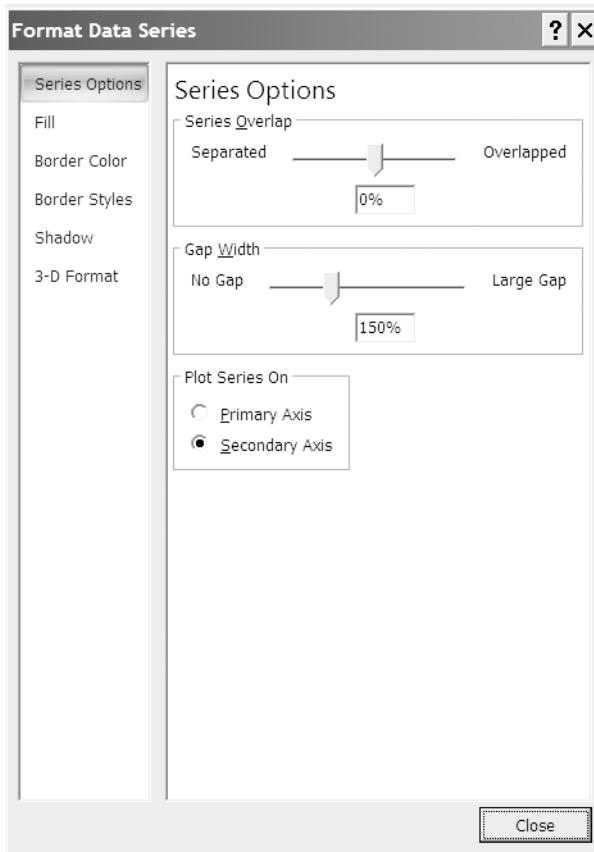 Format Data Series ? ×
Series Options
Fill
Border Color
Border Styles
Shadow
3-D Format
Series Options
Series Overlap
Separated Overlapped
0%
Gap Width
No Gap Large Gap
150%
Plot Series On
Primary Axis
Secondary Axis
Close